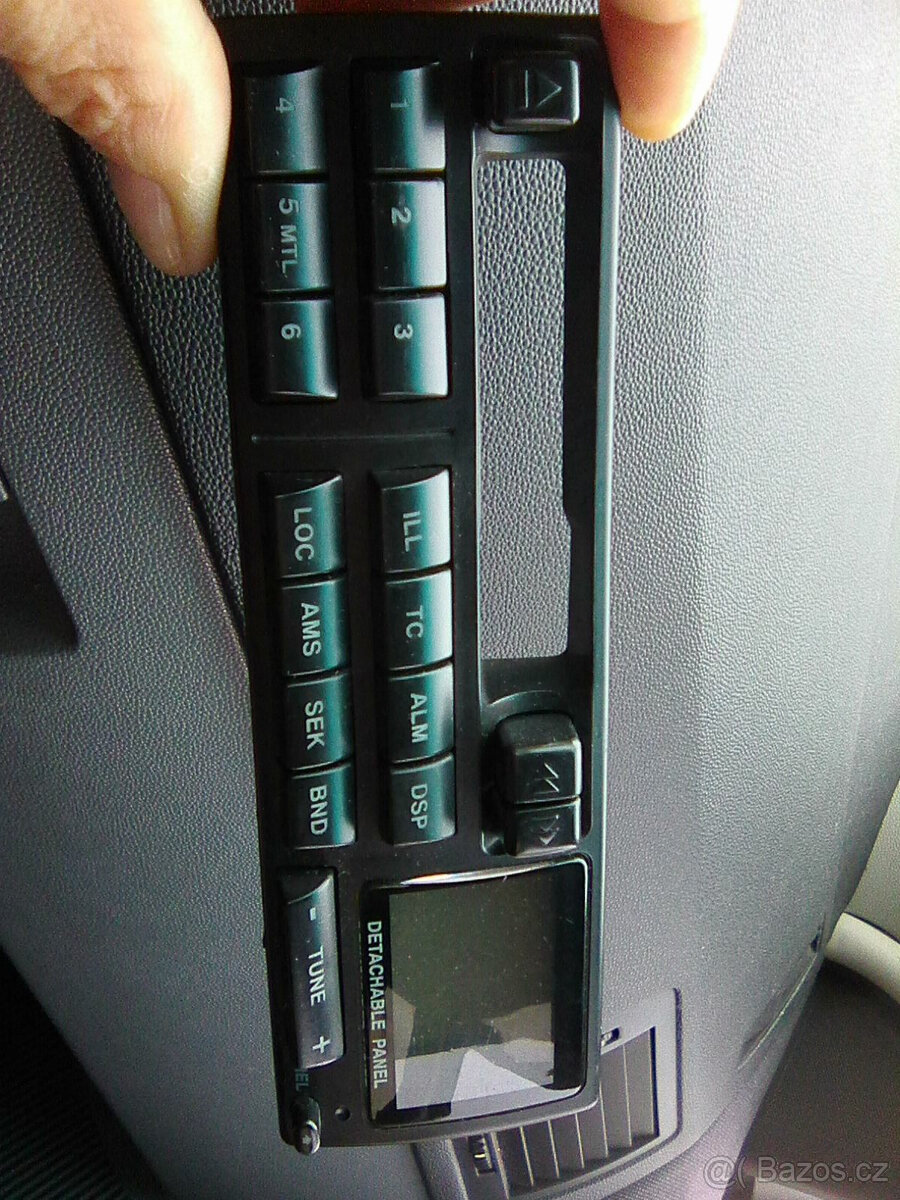 1 2 3 ILL TC ALM DSP
4 5 MTL 6 LOC AMS SEK BND
DETACHABLE PANEL
- TUNE +
@( Bazos.cz